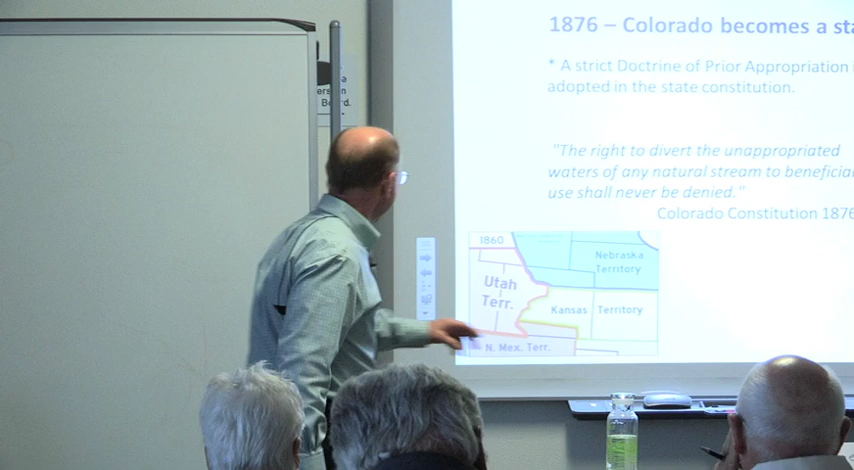 1876 – Colorado becomes a
* A strict Doctrine of Prior Appropriation
adopted in the state constitution.
"The right to divert the unappropriated
waters of any natural stream to beneficial
use shall never be denied."
Colorado Constitution 1876
1860
Nebraska
Territory
Utah
Terr.
Kansas Territory
N. Mex. Terr.